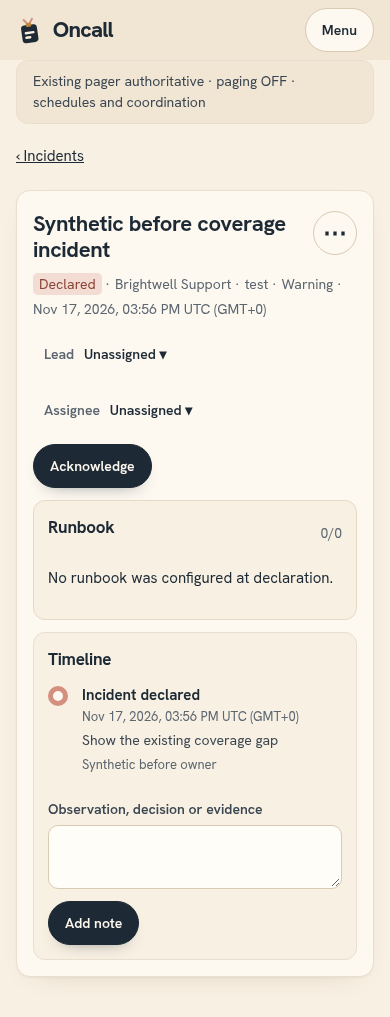 Oncall
Menu
Existing pager authoritative · paging OFF ·
schedules and coordination
‹ Incidents
Synthetic before coverage
incident
...
Declared · Brightwell Support · test · Warning ·
Nov 17, 2026, 03:56 PM UTC (GMT+0)
Lead Unassigned ▾
Assignee Unassigned ▾
Acknowledge
Runbook
0/0
No runbook was configured at declaration.
Timeline
Incident declared
Nov 17, 2026, 03:56 PM UTC (GMT+0)
Show the existing coverage gap
Synthetic before owner
Observation, decision or evidence
Add note